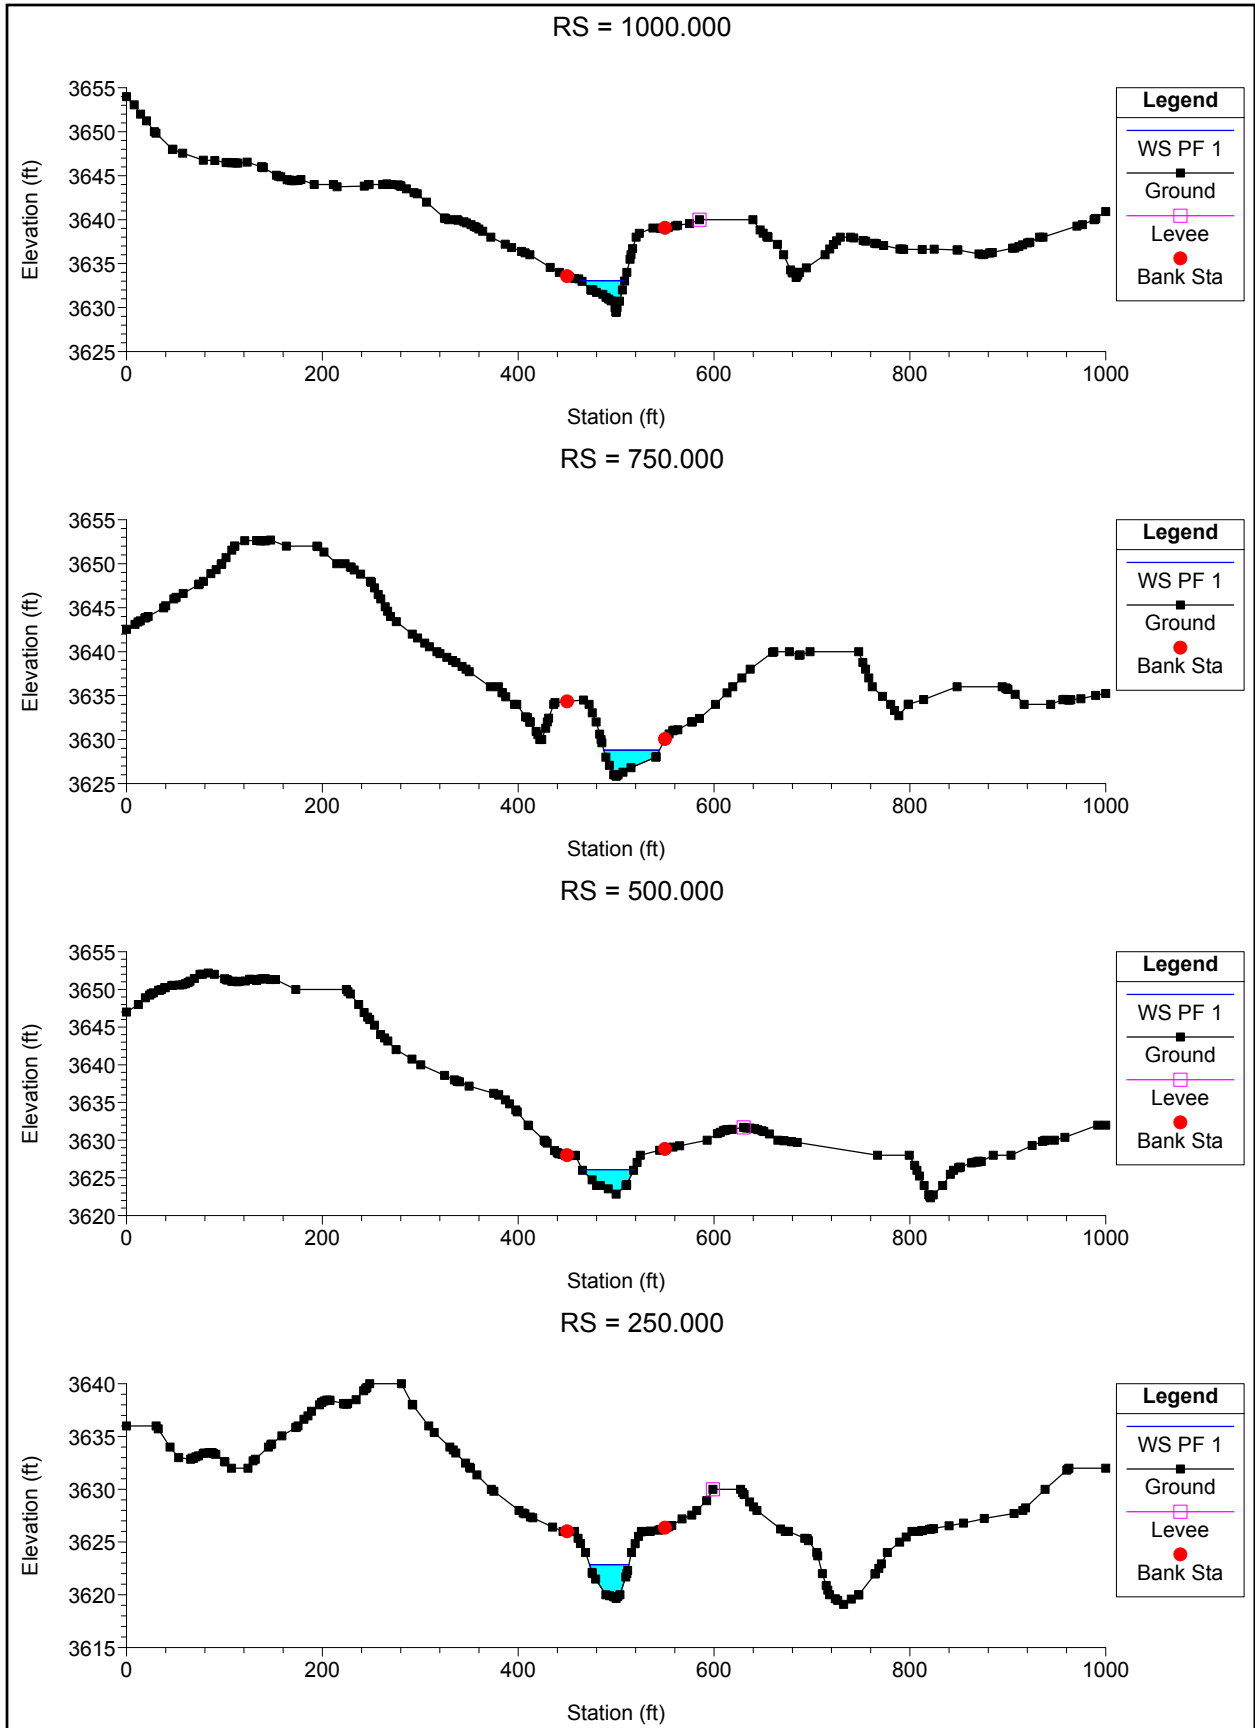 RS = 1000.000
3655
3650
3645
3640
3635
3630
3625
Elevation (ft)
0 200 400 600 800 1000
Station (ft)
Legend
WS PF 1
Ground
Levee
Bank Sta
RS = 750.000
3655
3650
3645
3640
3635
3630
3625
Elevation (ft)
0 200 400 600 800 1000
Station (ft)
Legend
WS PF 1
Ground
Bank Sta
RS = 500.000
3655
3650
3645
3640
3635
3630
3625
3620
Elevation (ft)
0 200 400 600 800 1000
Station (ft)
Legend
WS PF 1
Ground
Levee
Bank Sta
RS = 250.000
3640
3635
3630
3625
3620
3615
Elevation (ft)
0 200 400 600 800 1000
Station (ft)
Legend
WS PF 1
Ground
Levee
Bank Sta